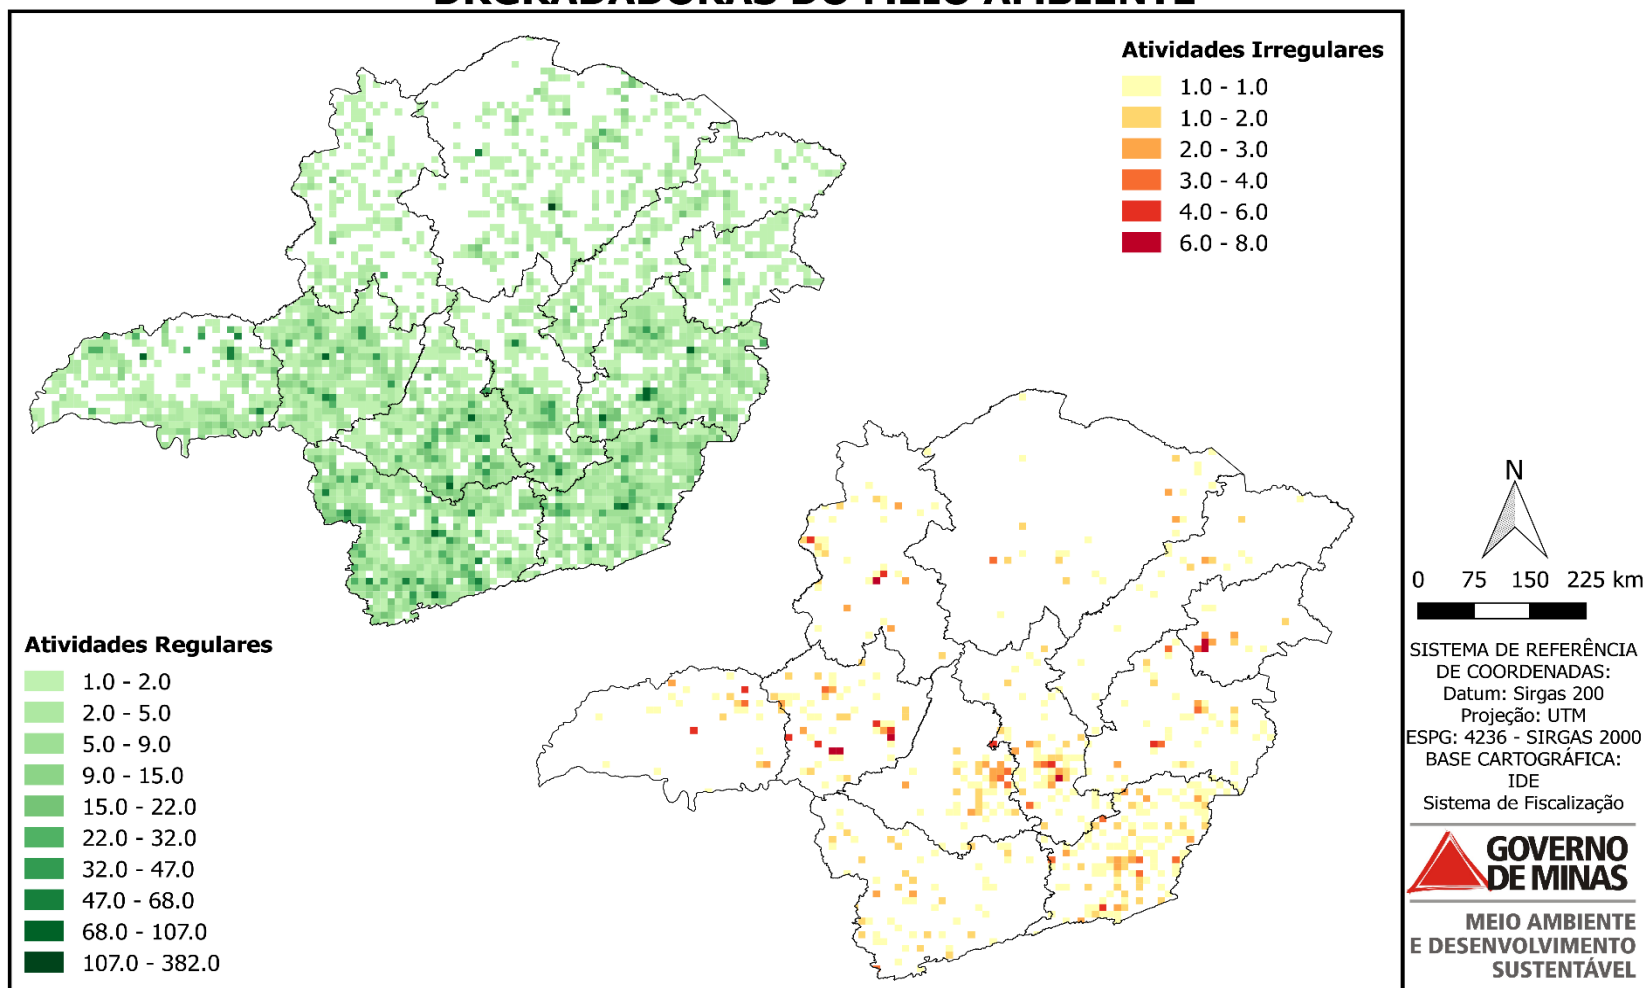 DRGRADADORAS DO MEIO AMBIENTE
Atividades Irregulares
1.0 - 1.0
1.0 - 2.0
2.0 - 3.0
3.0 - 4.0
4.0 - 6.0
6.0 - 8.0
Atividades Regulares
1.0 - 2.0
2.0 - 5.0
5.0 - 9.0
9.0 - 15.0
15.0 - 22.0
22.0 - 32.0
32.0 - 47.0
47.0 - 68.0
68.0 - 107.0
107.0 - 382.0
N
0 75 150 225 km
SISTEMA DE REFERÊNCIA
DE COORDENADAS:
Datum: Sirgas 200
Projeção: UTM
ESPG: 4236 - SIRGAS 2000
BASE CARTOGRÁFICA:
IDE
Sistema de Fiscalização
GOVERNO
DE MINAS
MEIO AMBIENTE
E DESENVOLVIMENTO
SUSTENTÁVEL